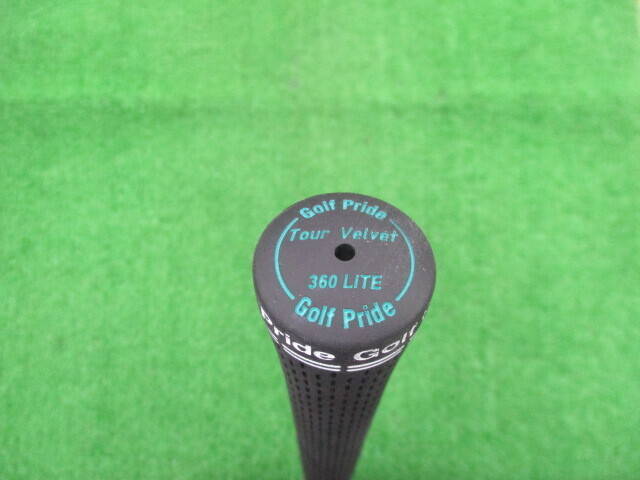 Golf Pride
Tour Velvet
360 LITE
Golf Pride
Pride Golf